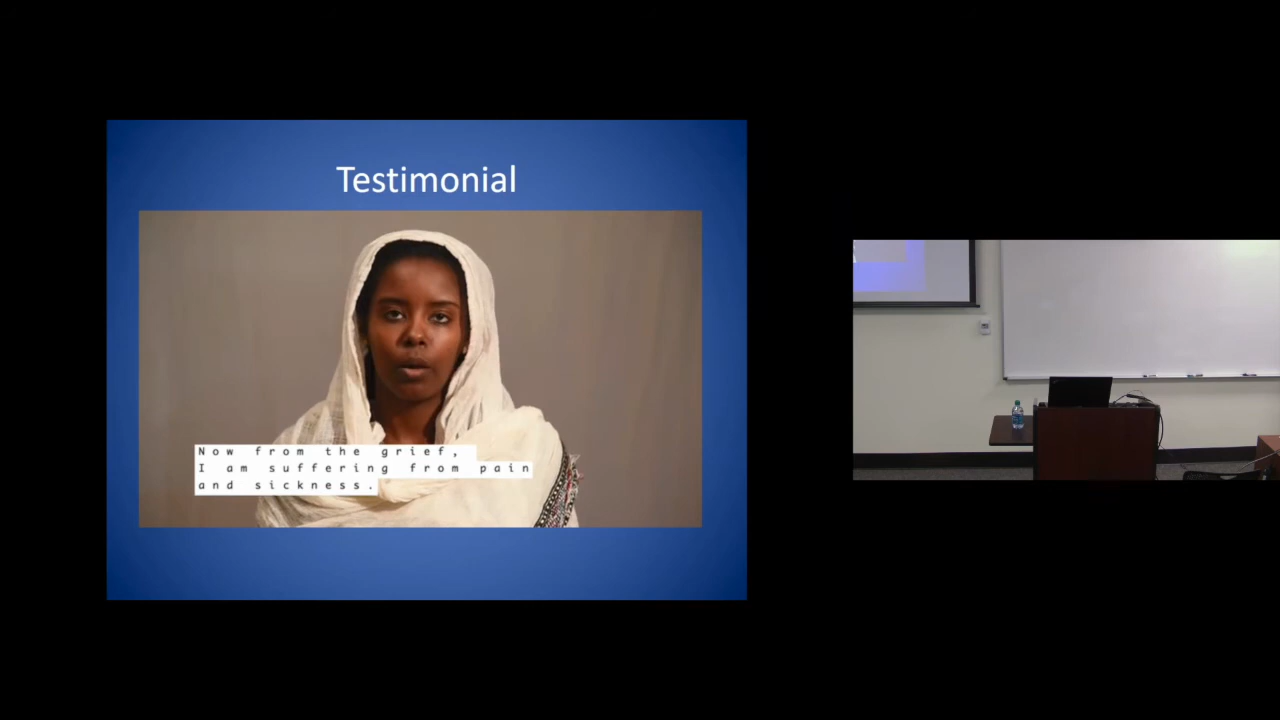 Testimonial
Now from the grief,
I am suffering from pain
and sickness.